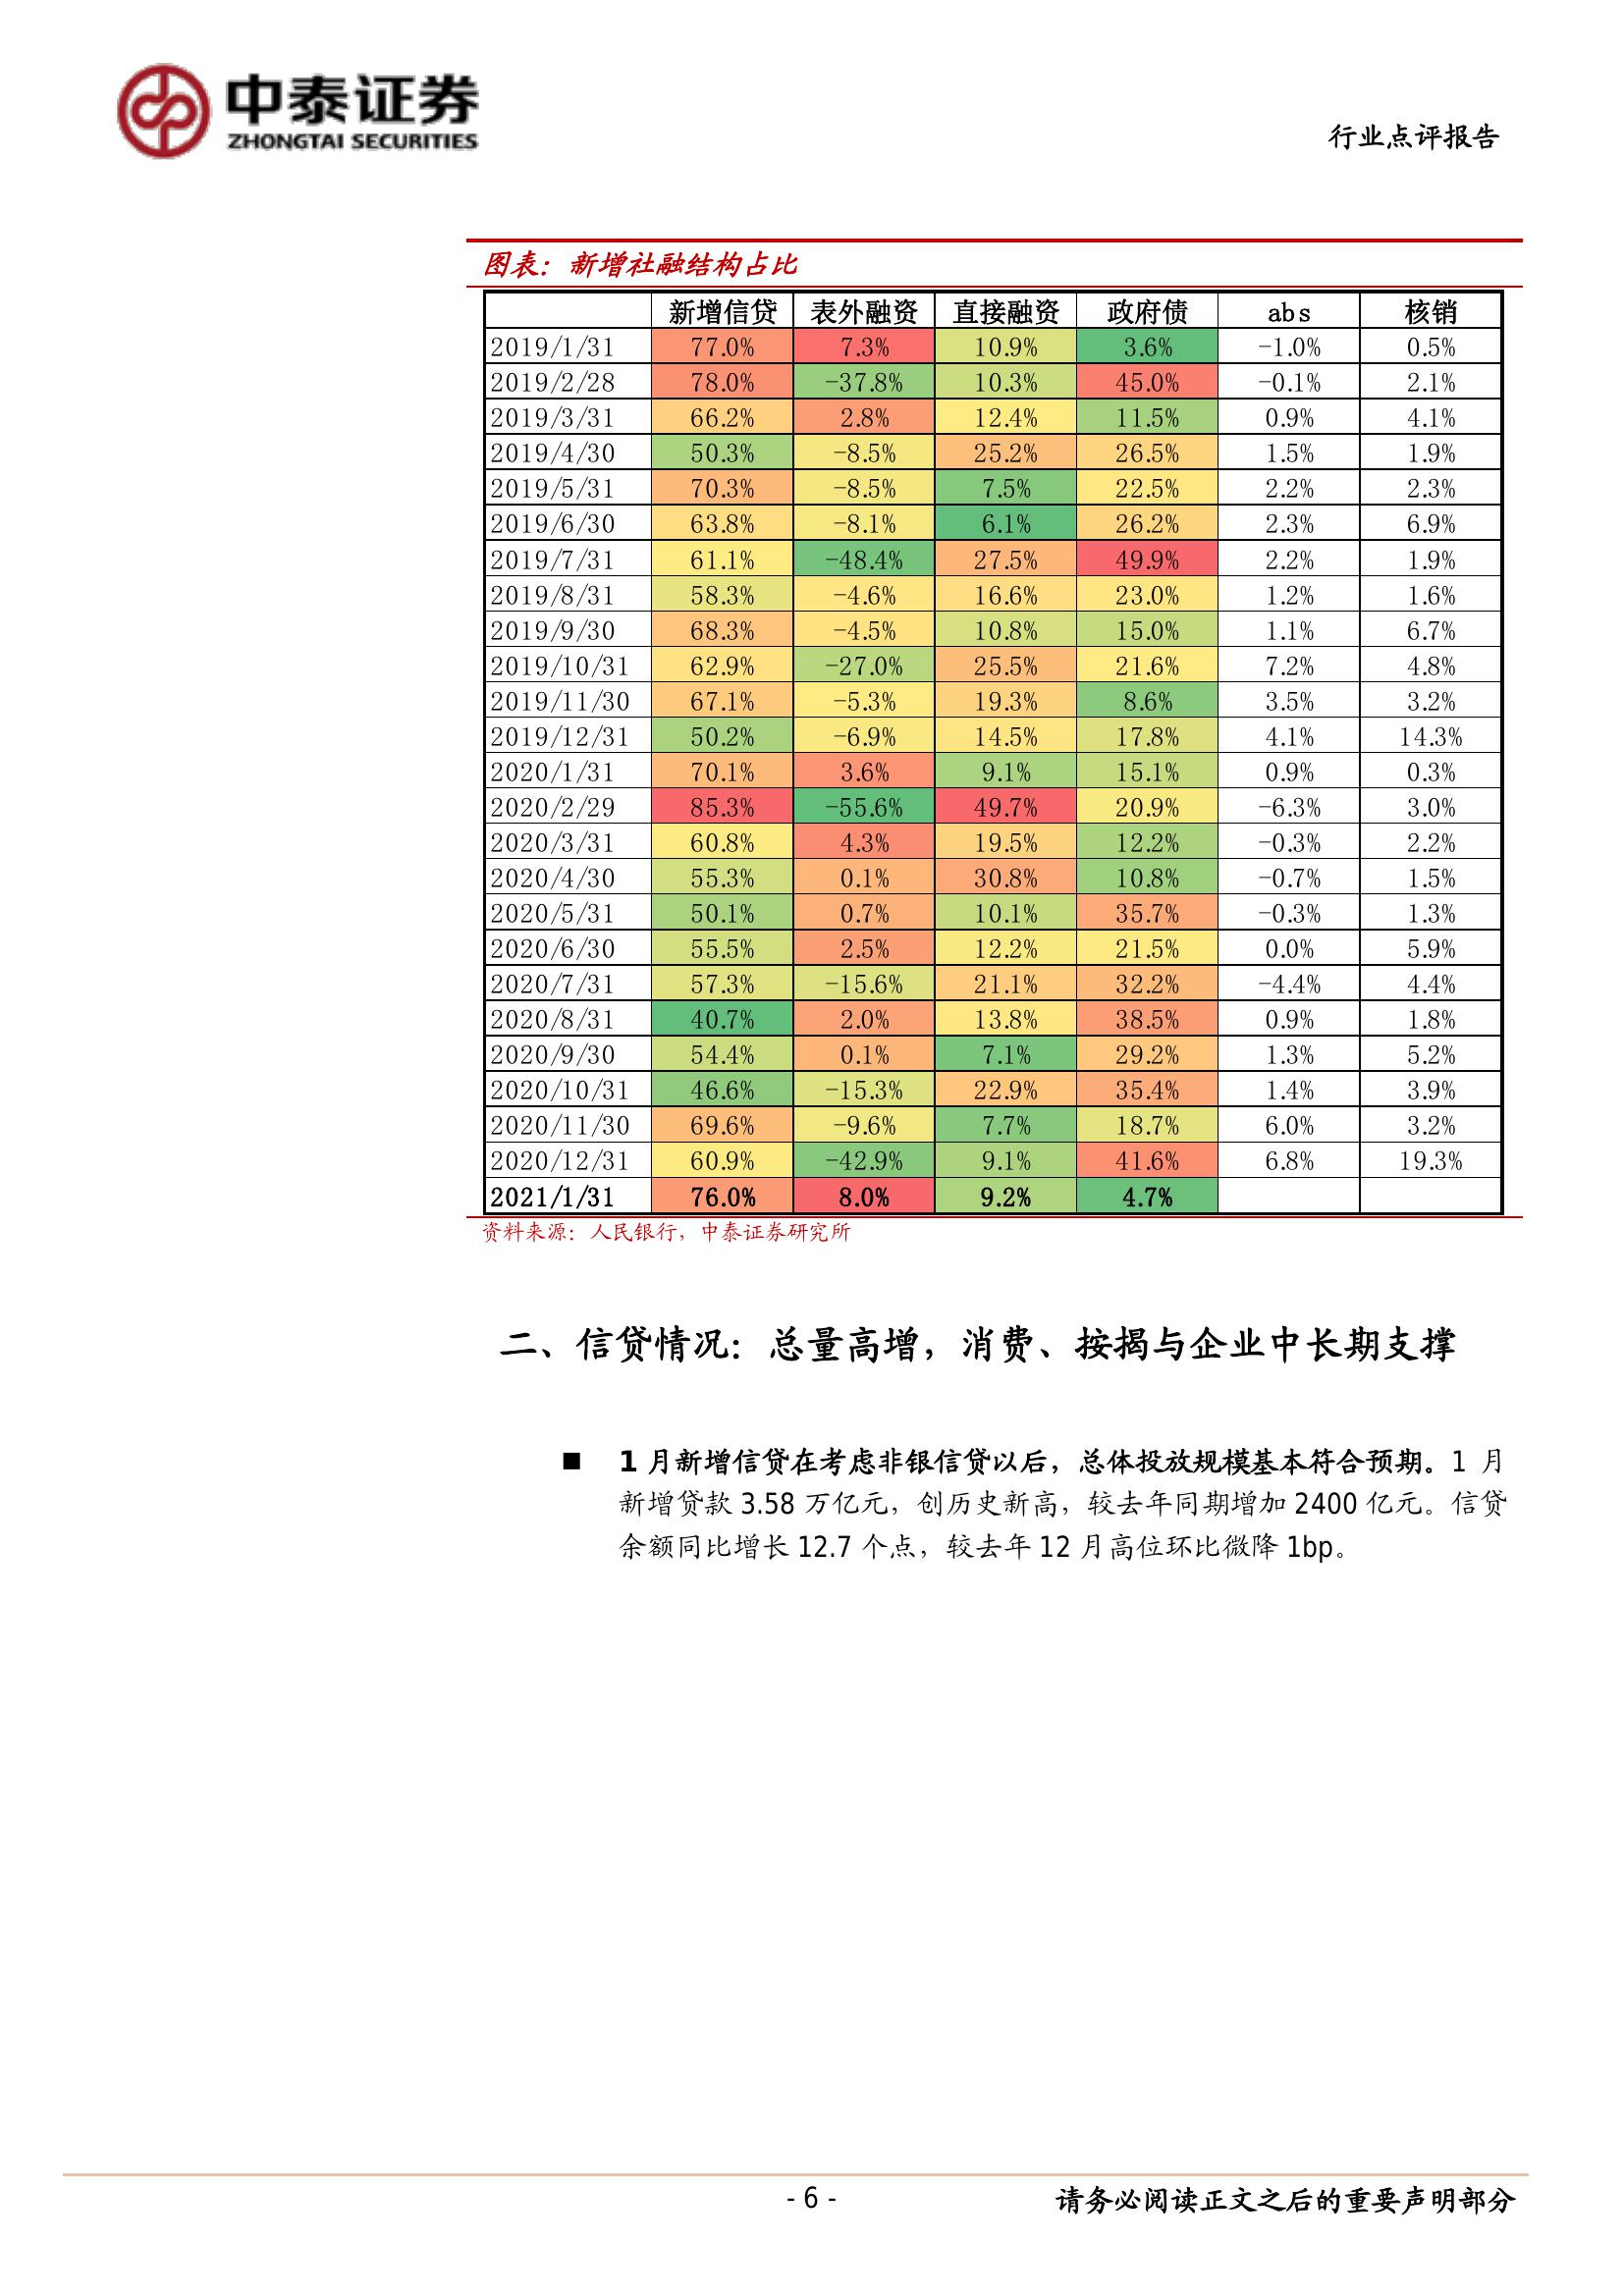 中泰证券
ZHONGTAI SECURITIES
行业点评报告
图表：新增社融结构占比
新增信贷 表外融资 直接融资 政府债 abs 核销
2019/1/31 77.0% 7.3% 10.9% 3.6% -1.0% 0.5%
2019/2/28 78.0% -37.8% 10.3% 45.0% -0.1% 2.1%
2019/3/31 66.2% 2.8% 12.4% 11.5% 0.9% 4.1%
2019/4/30 50.3% -8.5% 25.2% 26.5% 1.5% 1.9%
2019/5/31 70.3% -8.5% 7.5% 22.5% 2.2% 2.3%
2019/6/30 63.8% -8.1% 6.1% 26.2% 2.3% 6.9%
2019/7/31 61.1% -48.4% 27.5% 49.9% 2.2% 1.9%
2019/8/31 58.3% -4.6% 16.6% 23.0% 1.2% 1.6%
2019/9/30 68.3% -4.5% 10.8% 15.0% 1.1% 6.7%
2019/10/31 62.9% -27.0% 25.5% 21.6% 7.2% 4.8%
2019/11/30 67.1% -5.3% 19.3% 8.6% 3.5% 3.2%
2019/12/31 50.2% -6.9% 14.5% 17.8% 4.1% 14.3%
2020/1/31 70.1% 3.6% 9.1% 15.1% 0.9% 0.3%
2020/2/29 85.3% -55.6% 49.7% 20.9% -6.3% 3.0%
2020/3/31 60.8% 4.3% 19.5% 12.2% -0.3% 2.2%
2020/4/30 55.3% 0.1% 30.8% 10.8% -0.7% 1.5%
2020/5/31 50.1% 0.7% 10.1% 35.7% -0.3% 1.3%
2020/6/30 55.5% 2.5% 12.2% 21.5% 0.0% 5.9%
2020/7/31 57.3% -15.6% 21.1% 32.2% -4.4% 4.4%
2020/8/31 40.7% 2.0% 13.8% 38.5% 0.9% 1.8%
2020/9/30 54.4% 0.1% 7.1% 29.2% 1.3% 5.2%
2020/10/31 46.6% -15.3% 22.9% 35.4% 1.4% 3.9%
2020/11/30 69.6% -9.6% 7.7% 18.7% 6.0% 3.2%
2020/12/31 60.9% -42.9% 9.1% 41.6% 6.8% 19.3%
2021/1/31 76.0% 8.0% 9.2% 4.7%
资料来源：人民银行，中泰证券研究所
二、信贷情况：总量高增，消费、按揭与企业中长期支撑
■ 1 月新增信贷在考虑非银信贷以后，总体投放规模基本符合预期。1 月
新增贷款 3.58 万亿元，创历史新高，较去年同期增加 2400 亿元。信贷
余额同比增长 12.7 个点，较去年 12 月高位环比微降 1bp。
- 6 -
请务必阅读正文之后的重要声明部分